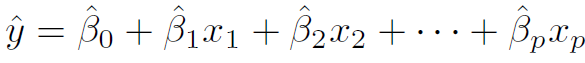 ŷ = β̂₀ + β̂₁x₁ + β̂₂x₂ + ⋯ + β̂ₚxₚ